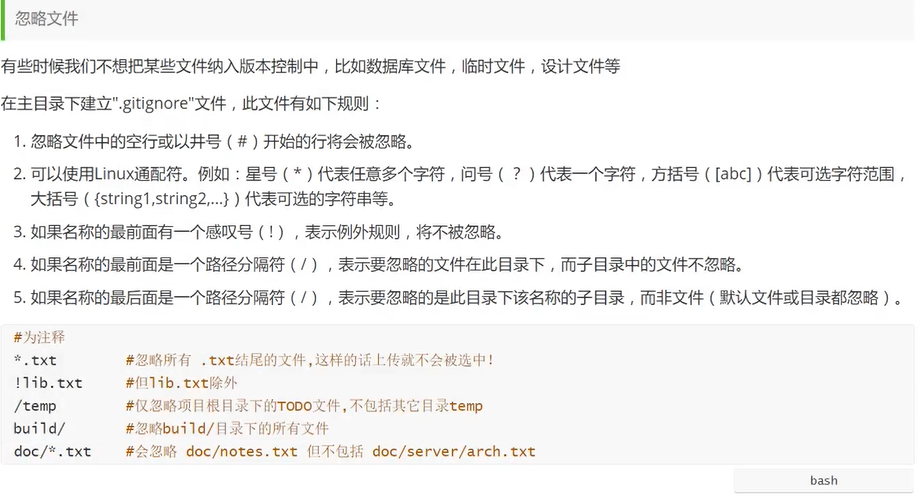 忽略文件
有些时候我们不想把某些文件纳入版本控制中，比如数据库文件，临时文件，设计文件等
在主目录下建立".gitignore"文件，此文件有如下规则：
1. 忽略文件中的空行或以井号（#）开始的行将会被忽略。
2. 可以使用Linux通配符。例如：星号（*）代表任意多个字符，问号（？）代表一个字符，方括号（[abc]）代表可选字符范围，
大括号（{string1,string2,...}）代表可选的字符串等。
3. 如果名称的最前面有一个感叹号（!），表示例外规则，将不被忽略。
4. 如果名称的最前面是一个路径分隔符（/），表示要忽略的文件在此目录下，而子目录中的文件不忽略。
5. 如果名称的最后面是一个路径分隔符（/），表示要忽略的是此目录下该名称的子目录，而非文件（默认文件或目录都忽略）。
#为注释
*.txt #忽略所有 .txt结尾的文件,这样的话上传就不会被选中!
!lib.txt #但lib.txt除外
/temp #仅忽略项目根目录下的TODO文件,不包括其它目录temp
build/ #忽略build/目录下的所有文件
doc/*.txt #会忽略 doc/notes.txt 但不包括 doc/server/arch.txt
bash